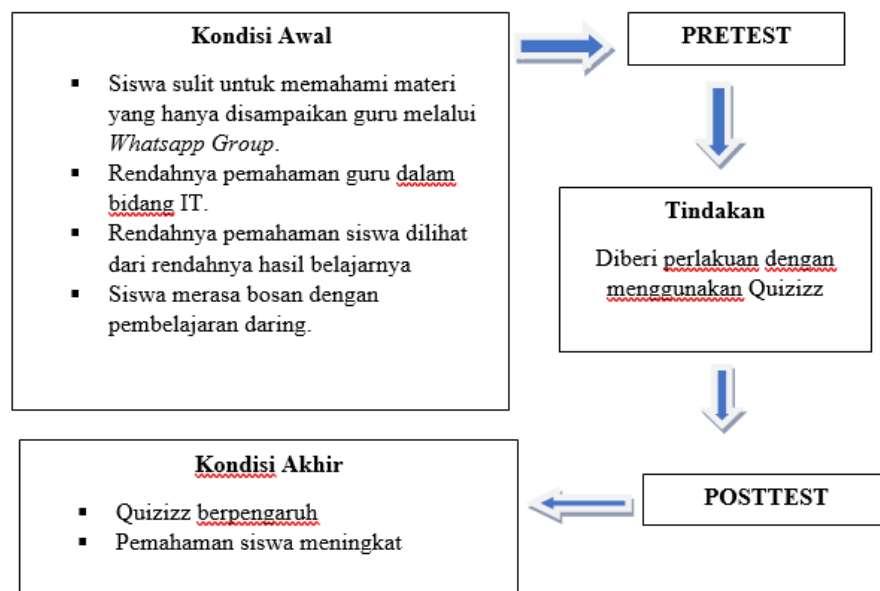 Kondisi Awal
▪ Siswa sulit untuk memahami materi
yang hanya disampaikan guru melalui
Whatsapp Group.
▪ Rendahnya pemahaman guru dalam
bidang IT.
▪ Rendahnya pemahaman siswa dilihat
dari rendahnya hasil belajarnya
▪ Siswa merasa bosan dengan
pembelajaran daring.
PRETEST
Tindakan
Diberi perlakuan dengan
menggunakan Quizizz
POSTTEST
Kondisi Akhir
▪ Quizizz berpengaruh
▪ Pemahaman siswa meningkat